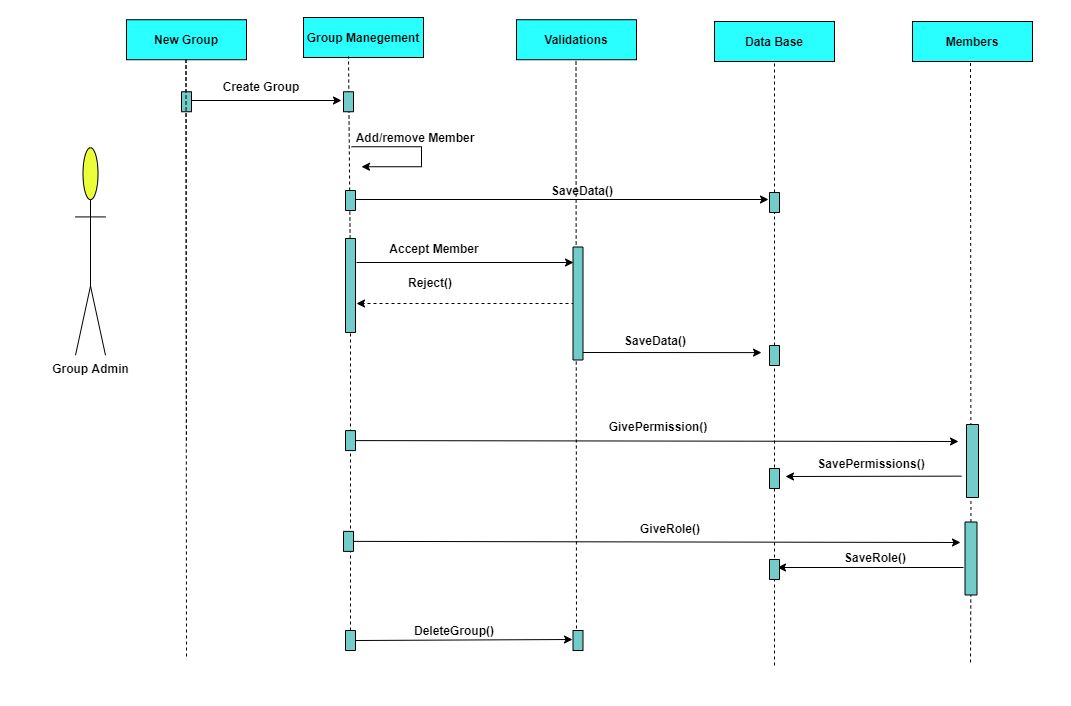 New Group
Group Manegement
Validations
Data Base
Members
Create Group
Add/remove Member
SaveData()
Accept Member
Reject()
SaveData()
Group Admin
GivePermission()
SavePermissions()
GiveRole()
SaveRole()
DeleteGroup()